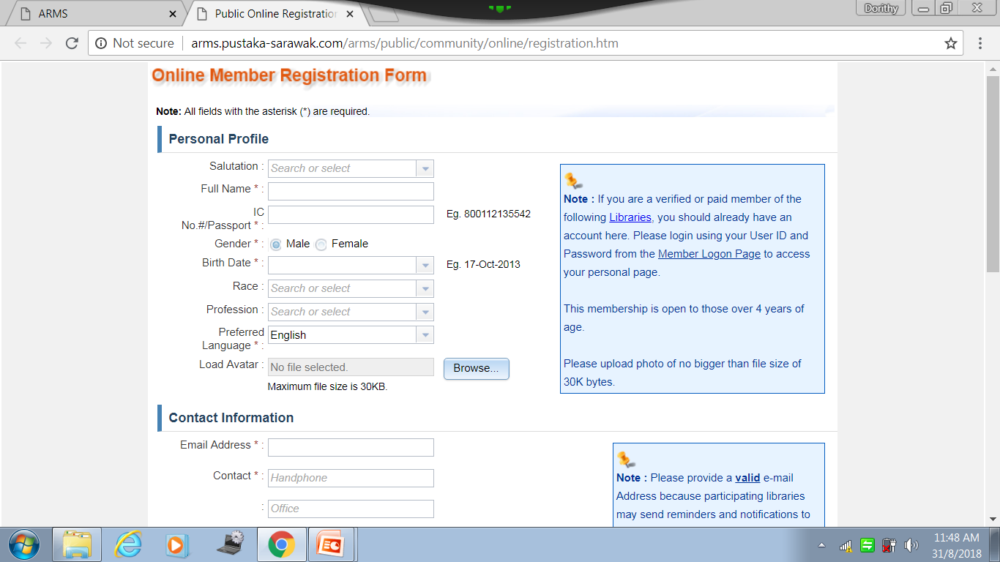 ARMS
Public Online Registration
Dorithy
Not secure
arms.pustaka-sarawak.com/arms/public/community/online/registration.htm
Online Member Registration Form
Note: All fields with the asterisk (*) are required.
Personal Profile
Salutation :
Search or select
Full Name * :
IC
No.#/Passport * :
Eg. 800112135542
Gender * :
Male
Female
Birth Date * :
Eg. 17-Oct-2013
Race :
Search or select
Profession :
Search or select
Preferred
Language * :
English
Load Avatar :
No file selected.
Browse...
Maximum file size is 30KB.
Note : If you are a verified or paid member of the
following Libraries, you should already have an
account here. Please login using your User ID and
Password from the Member Logon Page to access
your personal page.
This membership is open to those over 4 years of
age.
Please upload photo of no bigger than file size of
30K bytes.
Contact Information
Email Address * :
Contact * :
Handphone
:
Office
Note : Please provide a valid e-mail
Address because participating libraries
may send reminders and notifications to
11:48 AM
31/8/2018